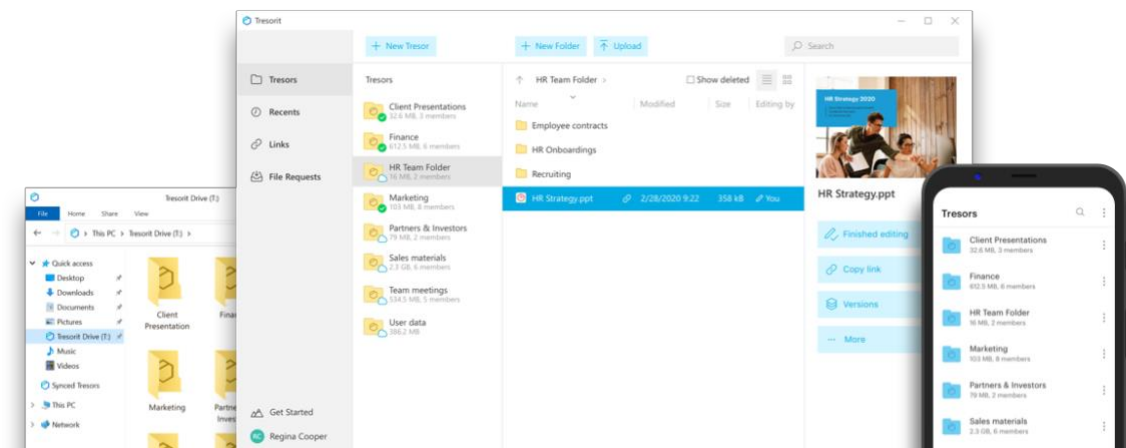 Tresorit
+ New Tresor
+ New Folder
Upload
Search
Tresors
Recents
Links
File Requests
Get Started
RC
Regina Cooper
Tresors
Client Presentations
32.6 MB, 3 members
Finance
612.5 MB, 6 members
HR Team Folder
16 MB, 2 members
Marketing
103 MB, 8 members
Partners & Investors
79 MB, 2 members
Sales materials
2.3 GB, 6 members
Team meetings
534.5 MB, 5 members
User data
386.2 MB
HR Team Folder >
Show deleted
Name Modified Size Editing by
Employee contracts
HR Onboardings
Recruiting
HR Strategy.ppt 2/28/2020 9:22 358 kB You
HR Strategy 2020
HR Strategy.ppt
Finished editing
Copy link
Versions
More
Tresorit Drive (T:)
File Home Share View
> This PC > Tresorit Drive (T:) >
Quick access
Desktop
Downloads
Documents
Pictures
Tresorit Drive (T:)
Music
Videos
Synced Tresors
This PC
Network
Client
Presentation
Marketing
Tresors
Client Presentations
32.6 MB, 3 members
Finance
612.5 MB, 6 members
HR Team Folder
16 MB, 2 members
Marketing
103 MB, 8 members
Partners & Investors
79 MB, 2 members
Sales materials
2.3 GB, 6 members